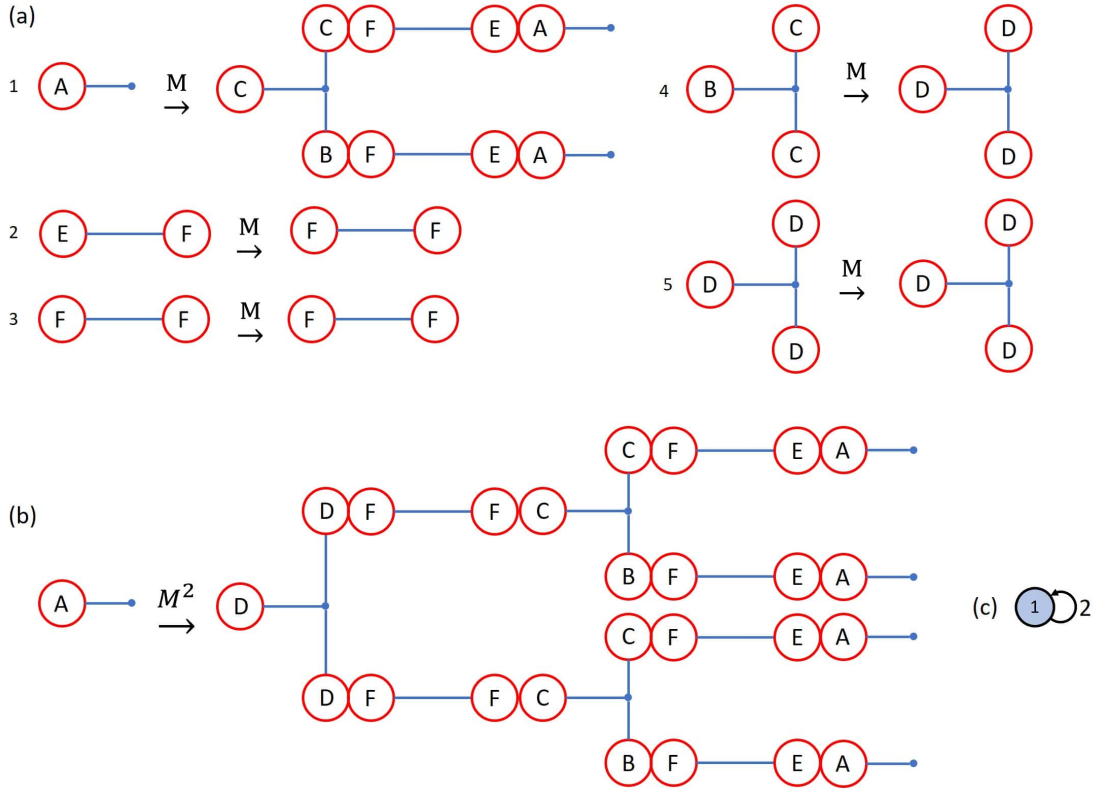 (a)
1 A M → C C F E A B F E A
2 E F M → F F
3 F F M → F F
4 B C C M → D D D
5 D D D M → D D D
(b)
A M² → D D F F C C F E A B F E A D F F C C F E A B F E A
(c) 1 2